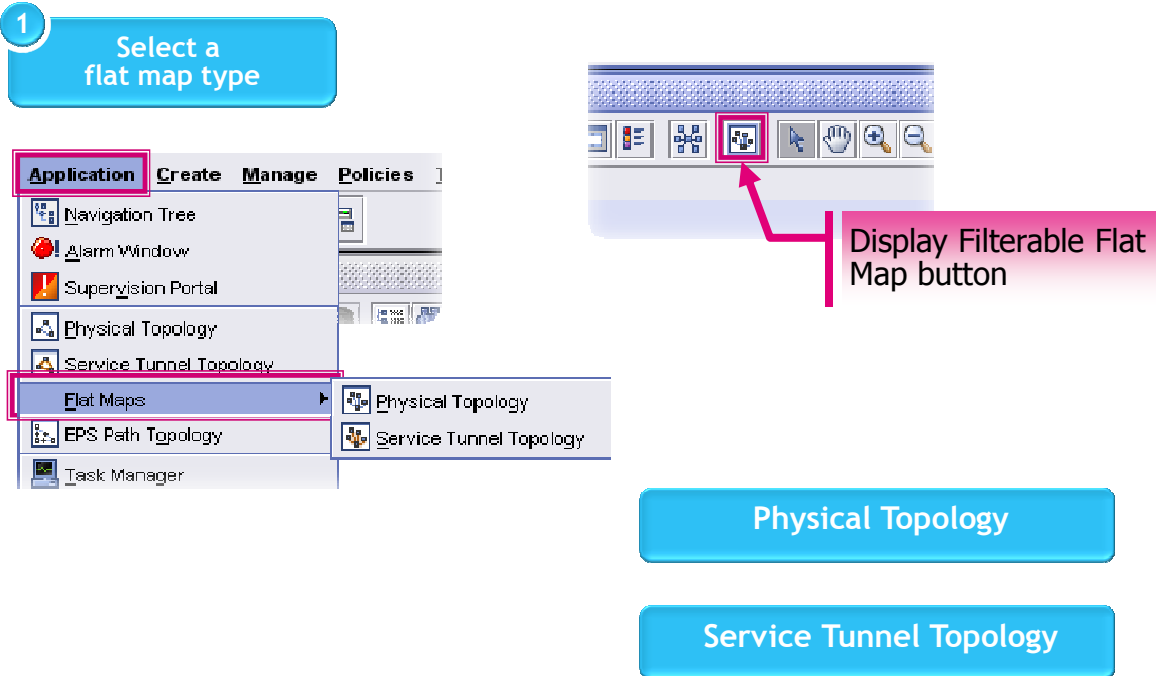 1
Select a
flat map type
Application Create Manage Policies
Navigation Tree
Alarm Window
Supervision Portal
Physical Topology
Service Tunnel Topology
Flat Maps
Physical Topology
Service Tunnel Topology
EPS Path Topology
Task Manager
Display Filterable Flat
Map button
Physical Topology
Service Tunnel Topology